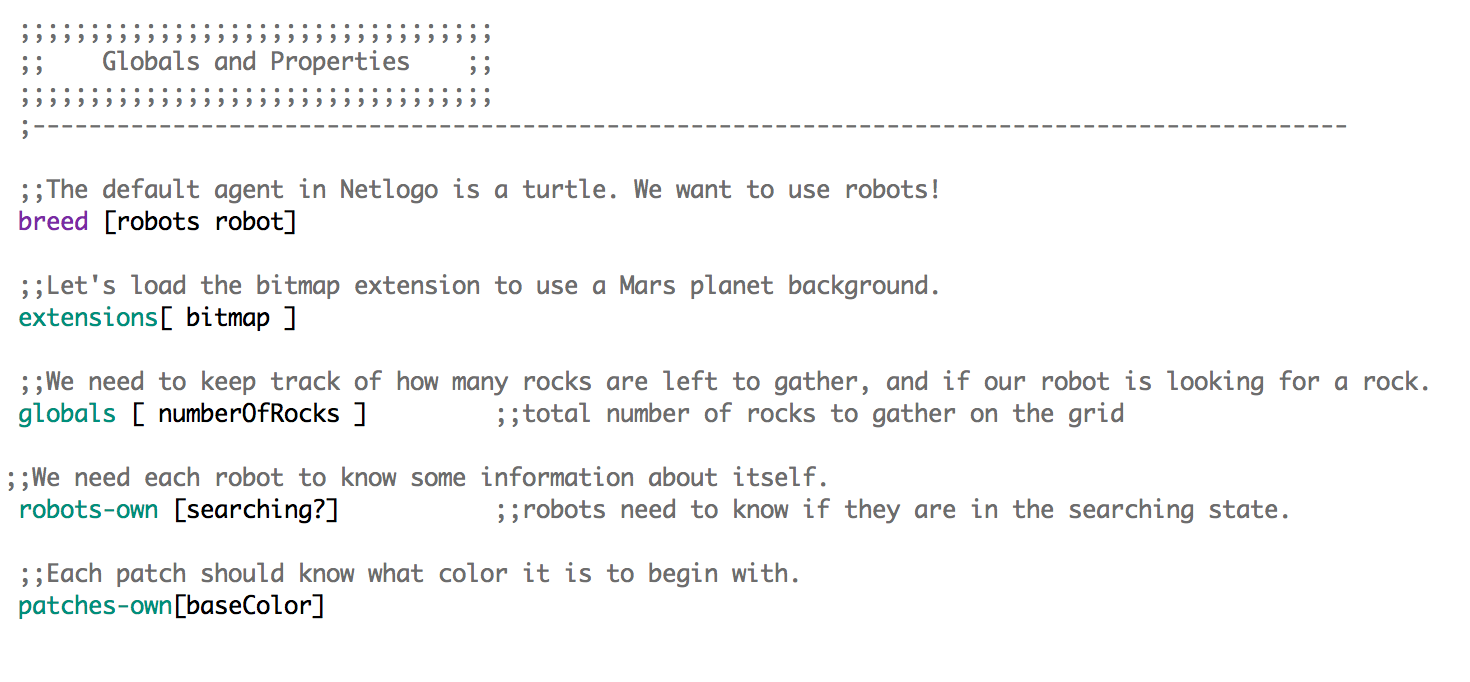 ;;;;;;;;;;;;;;;;;;;;;;;;;;;;;;;;;;
;;    Globals and Properties    ;;
;;;;;;;;;;;;;;;;;;;;;;;;;;;;;;;;;;
;----------------------------------------------------------------------------------------------
;;The default agent in Netlogo is a turtle. We want to use robots!
breed [robots robot]
;;Let's load the bitmap extension to use a Mars planet background.
extensions[ bitmap ]
;;We need to keep track of how many rocks are left to gather, and if our robot is looking for a rock.
globals [ numberOfRocks ]         ;;total number of rocks to gather on the grid
;;We need each robot to know some information about itself.
robots-own [searching?]           ;;robots need to know if they are in the searching state.
;;Each patch should know what color it is to begin with.
patches-own[baseColor]